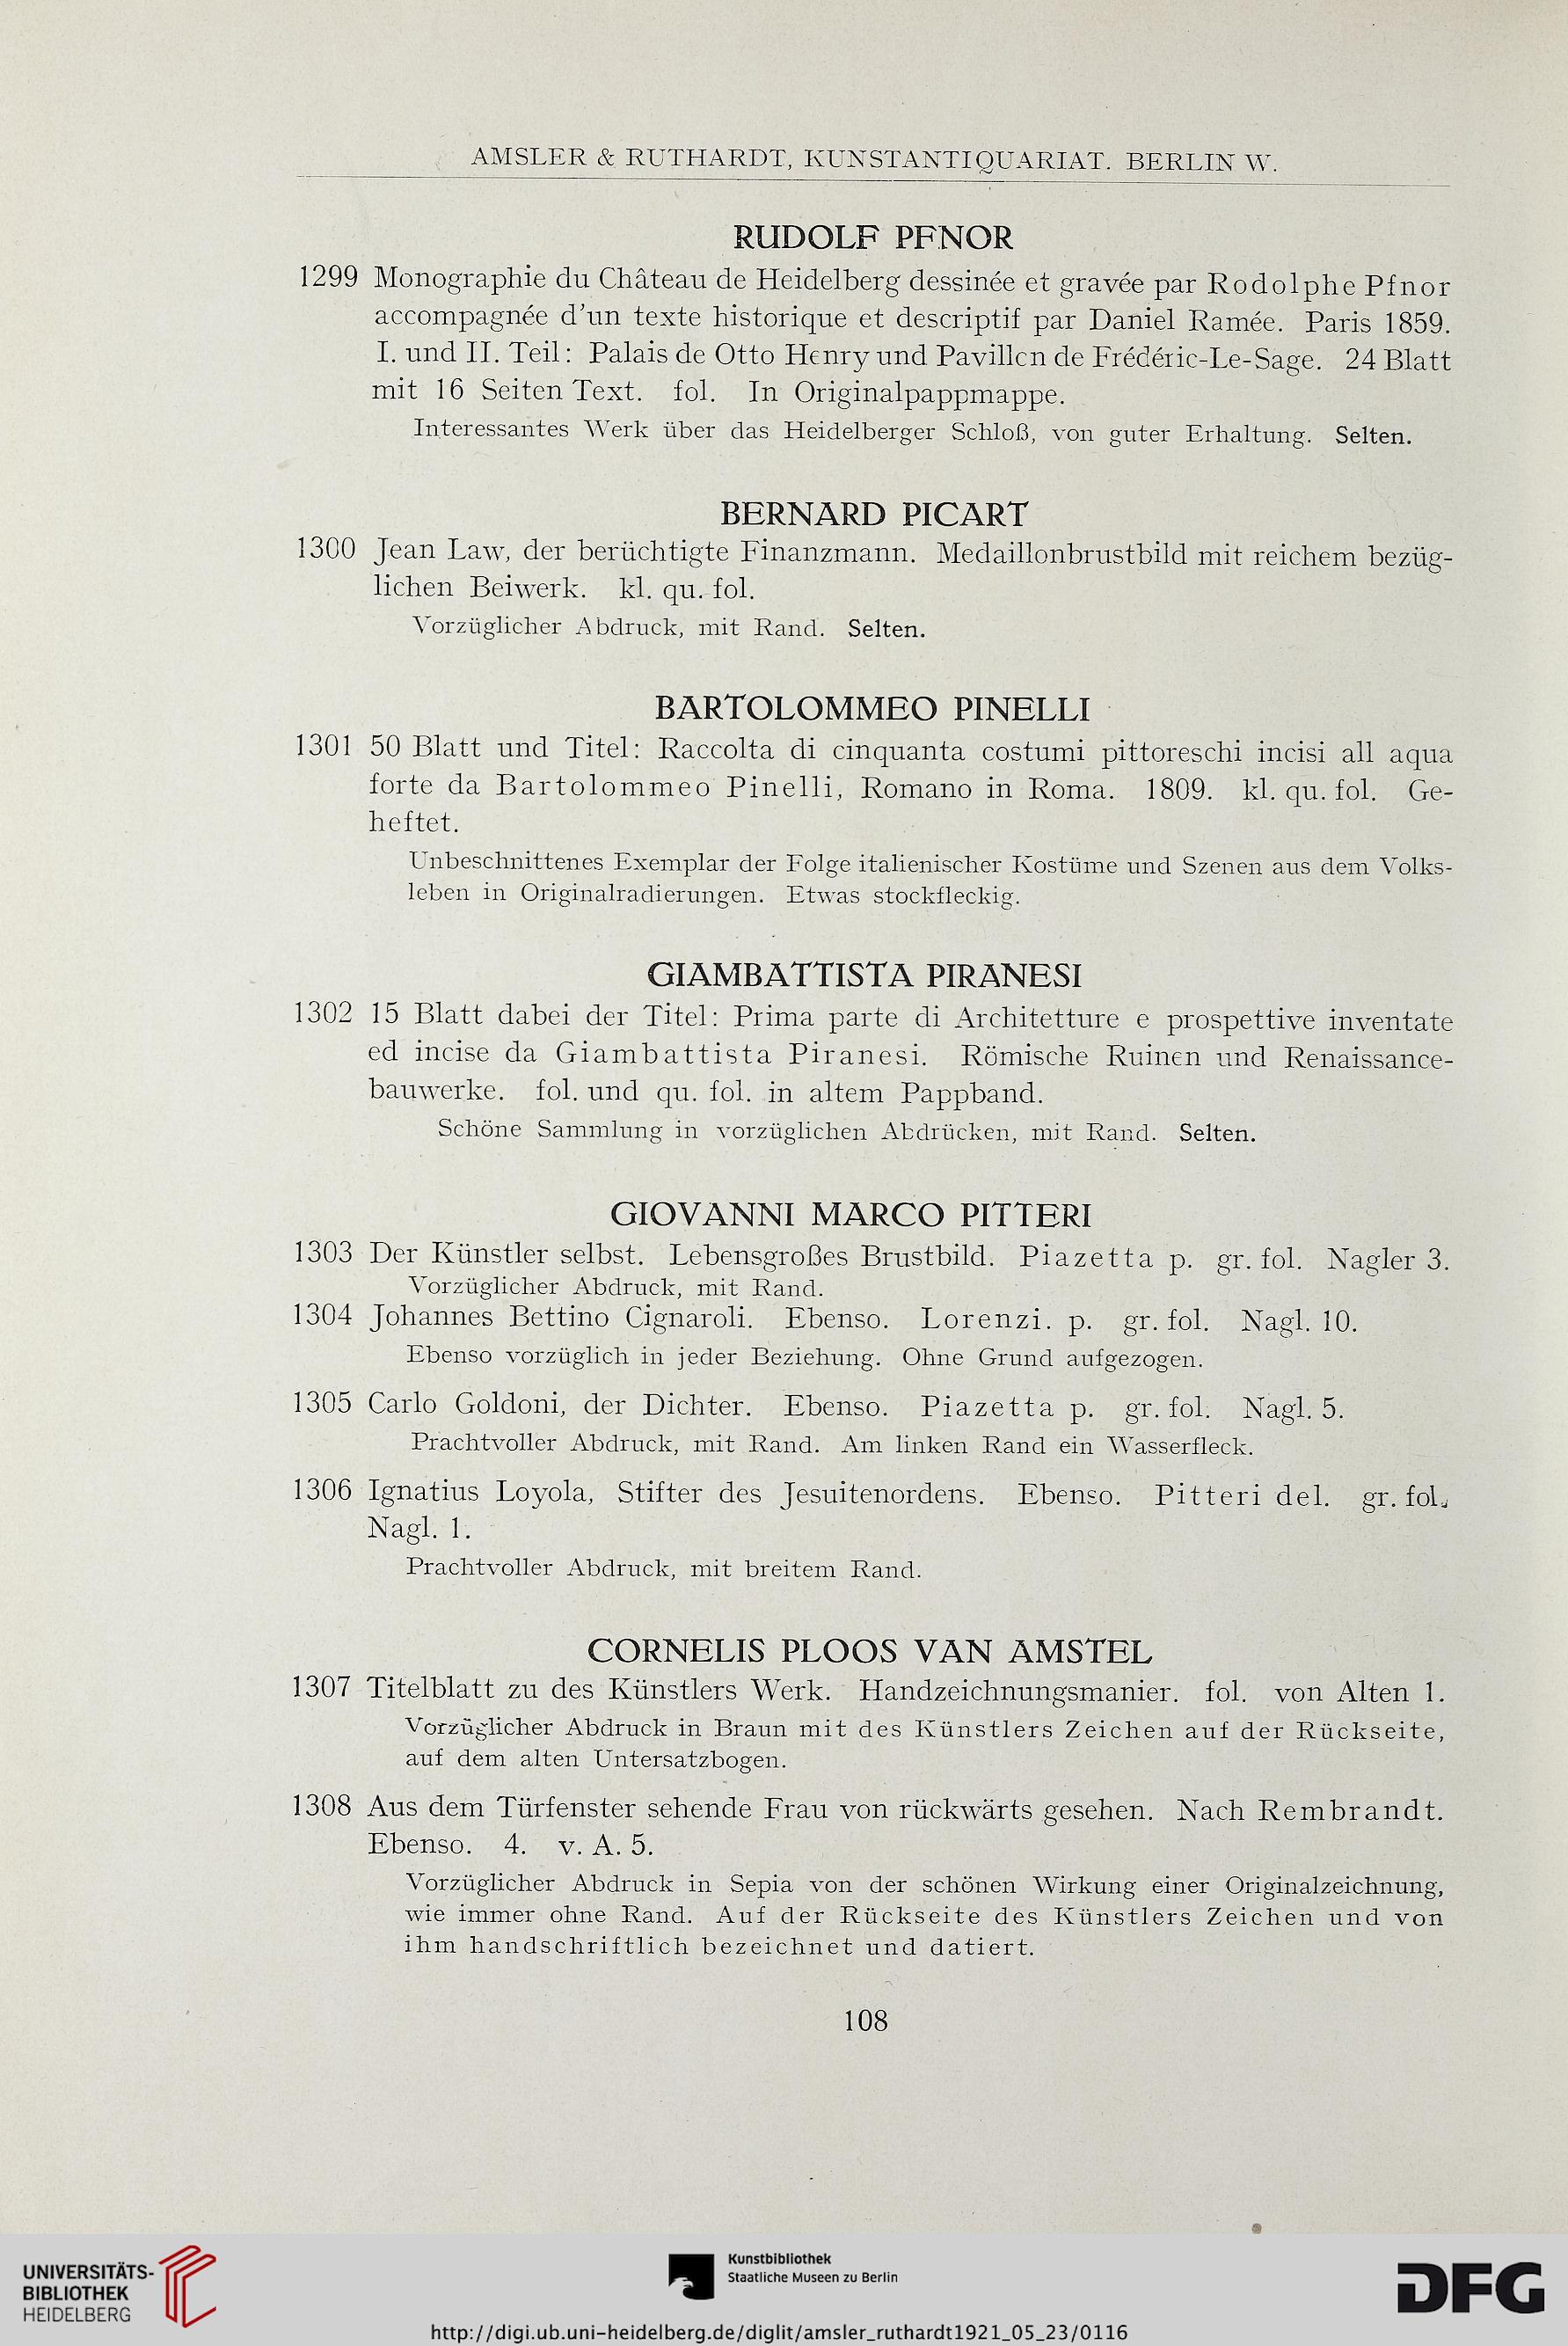 AMSLER & RUTHARDT, KUNSTANTIQUARIAT. BERLIN W.
RUDOLF PFNOR
1299 Monographie du Château de Heidelberg dessinée et gravée par Rodolphe Pfnor
accompagnée d'un texte historique et descriptif par Daniel Ramée. Paris 1859.
I. und II. Teil: Palais de Otto Henry und Pavillon de Frédéric-Le-Sage. 24 Blatt
mit 16 Seiten Text. fol. In Originalpappmappe.
Interessantes Werk über das Heidelberger Schloß, von guter Erhaltung. Selten.
BERNARD PICART
1300 Jean Law, der berüchtigte Finanzmann. Medaillonbrustbild mit reichem bezüg-
lichen Beiwerk. kl. qu. fol.
Vorzüglicher Abdruck, mit Rand. Selten.
BARTOLOMMEO PINELLI
1301 50 Blatt und Titel: Raccolta di cinquanta costumi pittoreschi incisi all aqua
forte da Bartolommeo Pinelli, Romano in Roma. 1809. kl. qu. fol. Ge-
heftet.
Unbeschnittenes Exemplar der Folge italienischer Kostüme und Szenen aus dem Volks-
leben in Originalradierungen. Etwas stockfleckig.
GIAMBATTISTA PIRANESI
1302 15 Blatt dabei der Titel: Prima parte di Architetture e prospettive inventate
ed incise da Giambattista Piranesi. Römische Ruinen und Renaissance-
bauwerke. fol. und qu. fol. in altem Pappband.
Schöne Sammlung in vorzüglichen Abdrücken, mit Rand. Selten.
GIOVANNI MARCO PITTERI
1303 Der Künstler selbst. Lebensgroßes Brustbild. Piazetta p. gr. fol. Nagler 3.
Vorzüglicher Abdruck, mit Rand.
1304 Johannes Bettino Cignaroli. Ebenso. Lorenzi. p. gr. fol. Nagl. 10.
Ebenso vorzüglich in jeder Beziehung. Ohne Grund aufgezogen.
1305 Carlo Goldoni, der Dichter. Ebenso. Piazetta p. gr. fol. Nagl. 5.
Prachtvoller Abdruck, mit Rand. Am linken Rand ein Wasserfleck.
1306 Ignatius Loyola, Stifter des Jesuitenordens. Ebenso. Pitteri del. gr. fol.
Nagl. 1.
Prachtvoller Abdruck, mit breitem Rand.
CORNELIS PLOOS VAN AMSTEL
1307 Titelblatt zu des Künstlers Werk. Handzeichnungsmanier. fol. von Alten 1.
Vorzüglicher Abdruck in Braun mit des Künstlers Zeichen auf der Rückseite,
auf dem alten Untersatzbogen.
1308 Aus dem Türfenster sehende Frau von rückwärts gesehen. Nach Rembrandt.
Ebenso. 4. v. A. 5.
Vorzüglicher Abdruck in Sepia von der schönen Wirkung einer Originalzeichnung,
wie immer ohne Rand. Auf der Rückseite des Künstlers Zeichen und von
ihm handschriftlich bezeichnet und datiert.
108
UNIVERSITÄTS-
BIBLIOTHEK
HEIDELBERG
Kunstbibliothek
Staatliche Museen zu Berlin
DFG
http://digi.ub.uni-heidelberg.de/diglit/amsler_ruthardt1921_05_23/0116